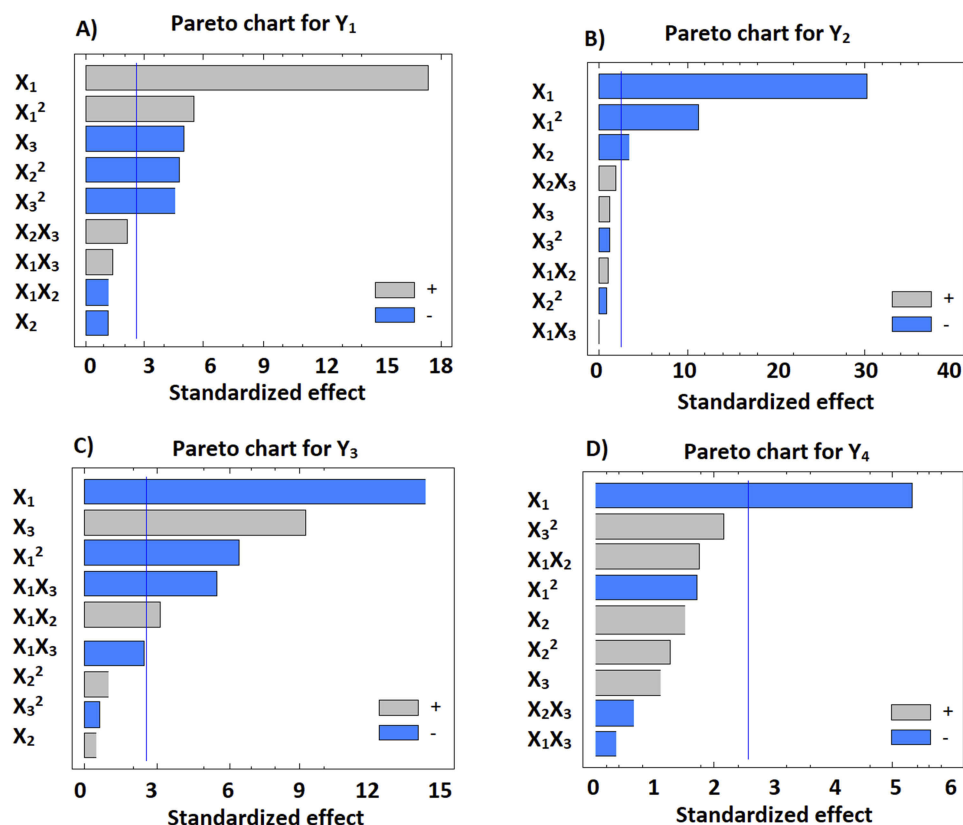 A)
Pareto chart for Y₁
X₁
X₁²
X₃
X₂²
X₃²
X₂X₃
X₁X₃
X₁X₂
X₂
+
-
0 3 6 9 12 15 18
Standardized effect
B)
Pareto chart for Y₂
X₁
X₁²
X₂
X₂X₃
X₃
X₃²
X₁X₂
X₂²
X₁X₃
+
-
0 10 20 30 40
Standardized effect
C)
Pareto chart for Y₃
X₁
X₃
X₁²
X₁X₃
X₁X₂
X₁X₃
X₂²
X₃²
X₂
+
-
0 3 6 9 12 15
Standardized effect
D)
Pareto chart for Y₄
X₁
X₃²
X₁X₂
X₁²
X₂
X₂²
X₃
X₂X₃
X₁X₃
+
-
0 1 2 3 4 5 6
Standardized effect